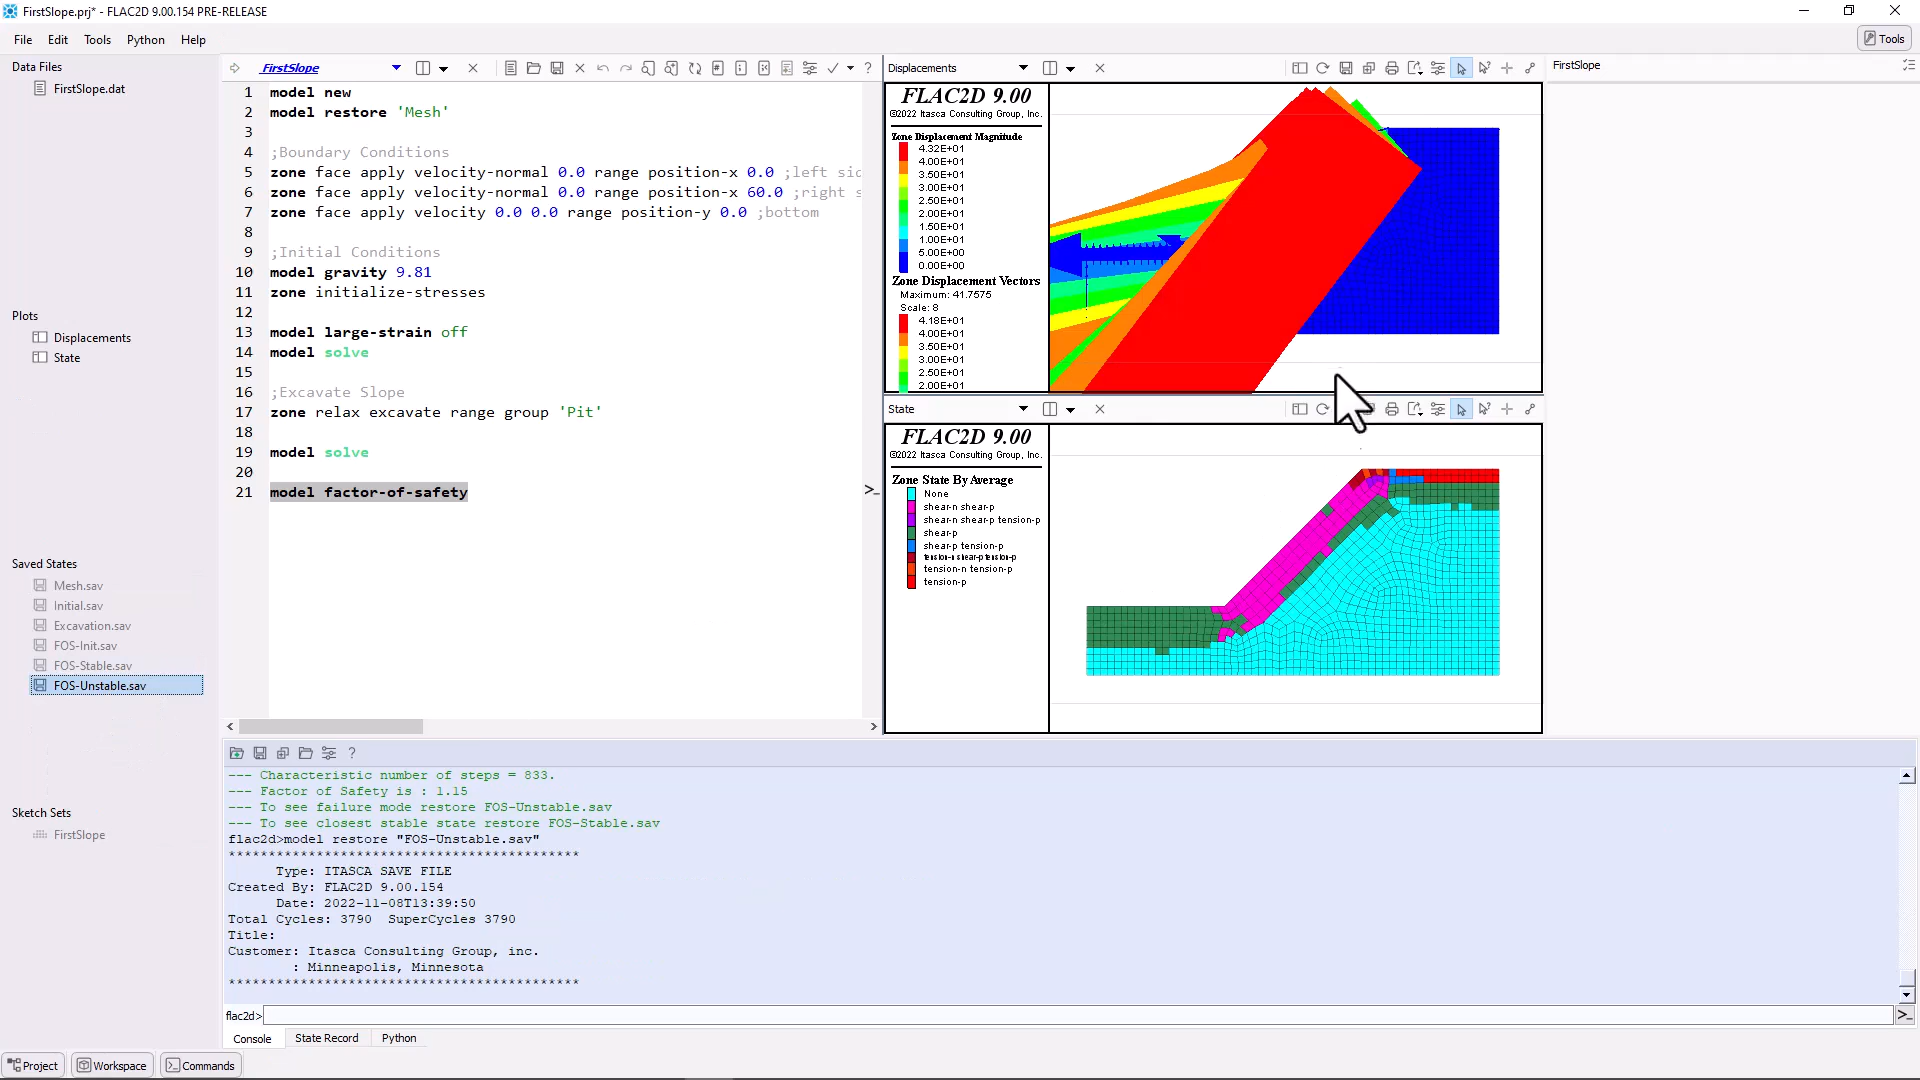 FirstSlope.prj* - FLAC2D 9.00.154 PRE-RELEASE
File Edit Tools Python Help
Tools
Data Files
FirstSlope.dat
Plots
Displacements
State
Saved States
Mesh.sav
Initial.sav
Excavation.sav
FOS-Init.sav
FOS-Stable.sav
FOS-Unstable.sav
Sketch Sets
FirstSlope
FirstSlope
1 model new
2 model restore 'Mesh'
3
4 ;Boundary Conditions
5 zone face apply velocity-normal 0.0 range position-x 0.0 ;left sid
6 zone face apply velocity-normal 0.0 range position-x 60.0 ;right s
7 zone face apply velocity 0.0 0.0 range position-y 0.0 ;bottom
8
9 ;Initial Conditions
10 model gravity 9.81
11 zone initialize-stresses
12
13 model large-strain off
14 model solve
15
16 ;Excavate Slope
17 zone relax excavate range group 'Pit'
18
19 model solve
20
21 model factor-of-safety
Displacements
FLAC2D 9.00
©2022 Itasca Consulting Group, Inc.
Zone Displacement Magnitude
4.32E+01
4.00E+01
3.50E+01
3.00E+01
2.50E+01
2.00E+01
1.50E+01
1.00E+01
5.00E+00
0.00E+00
Zone Displacement Vectors
Maximum: 41.7575
Scale: 8
4.18E+01
4.00E+01
3.50E+01
3.00E+01
2.50E+01
2.00E+01
State
FLAC2D 9.00
©2022 Itasca Consulting Group, Inc.
Zone State By Average
None
shear-n shear-p
shear-n shear-p tension-p
shear-p
shear-p tension-p
tension-n shear-p tension-p
tension-n tension-p
tension-p
FirstSlope
--- Characteristic number of steps = 833.
--- Factor of Safety is : 1.15
--- To see failure mode restore FOS-Unstable.sav
--- To see closest stable state restore FOS-Stable.sav
flac2d>model restore "FOS-Unstable.sav"
********************************************
Type: ITASCA SAVE FILE
Created By: FLAC2D 9.00.154
Date: 2022-11-08T13:39:50
Total Cycles: 3790 SuperCycles 3790
Title:
Customer: Itasca Consulting Group, inc.
: Minneapolis, Minnesota
********************************************
flac2d>
Console State Record Python
Project Workspace Commands